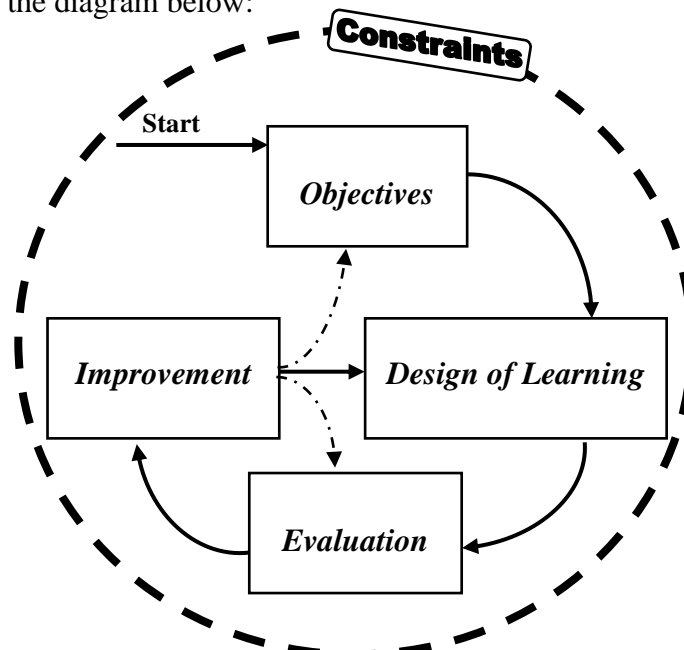 the diagram below:
Constraints
Start
Objectives
Improvement
Design of Learning
Evaluation